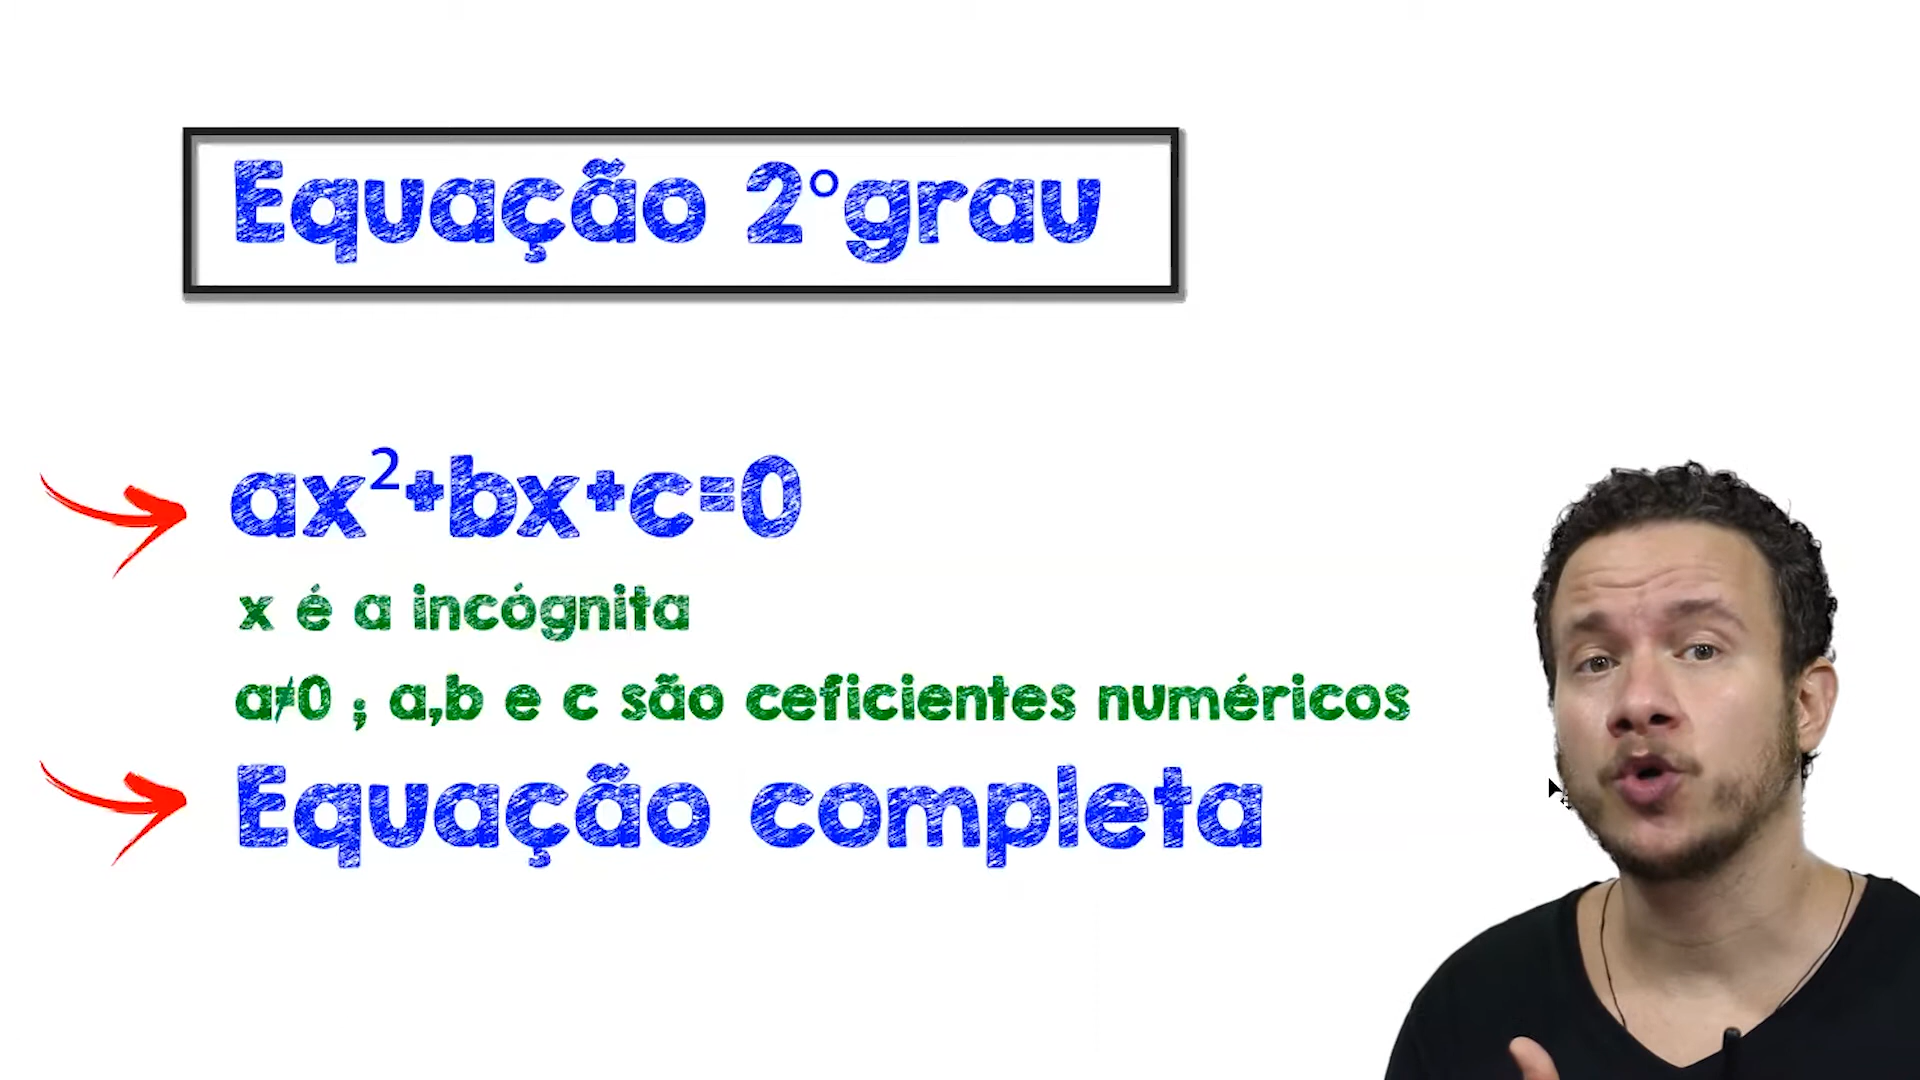 Equação 2°grau
ax²+bx+c=0
x é a incógnita
a≠0 ; a,b e c são ceficientes numéricos
Equação completa